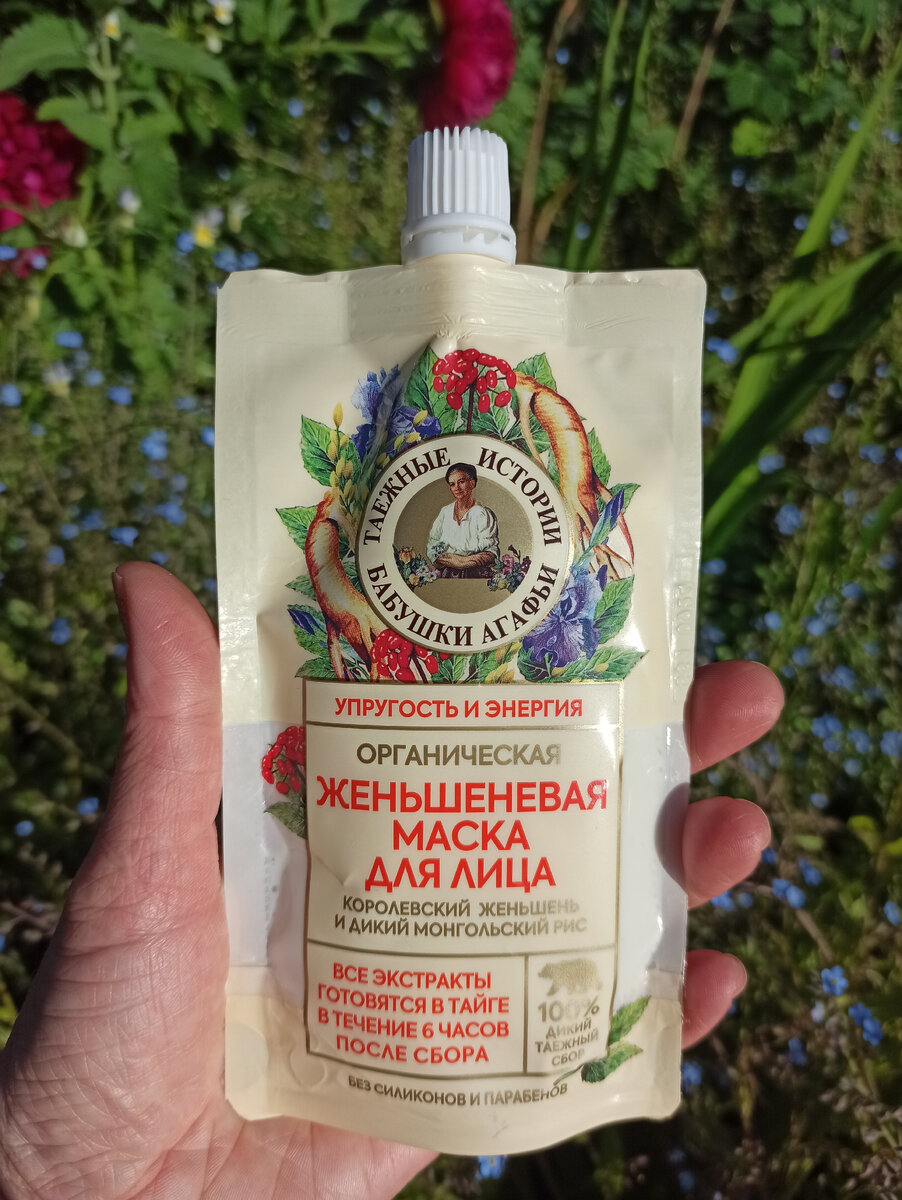 ТАЕЖНЫЕ ИСТОРИИ
БАБУШКИ АГАФЬИ
УПРУГОСТЬ И ЭНЕРГИЯ
ОРГАНИЧЕСКАЯ
ЖЕНЬШЕНЕВАЯ
МАСКА
ДЛЯ ЛИЦА
КОРОЛЕВСКИЙ ЖЕНЬШЕНЬ
И ДИКИЙ МОНГОЛЬСКИЙ РИС
ВСЕ ЭКСТРАКТЫ
ГОТОВЯТСЯ В ТАЙГЕ
В ТЕЧЕНИЕ 6 ЧАСОВ
ПОСЛЕ СБОРА
100%
ДИКИЙ
ТАЕЖНЫЙ
СБОР
БЕЗ СИЛИКОНОВ И ПАРАБЕНОВ